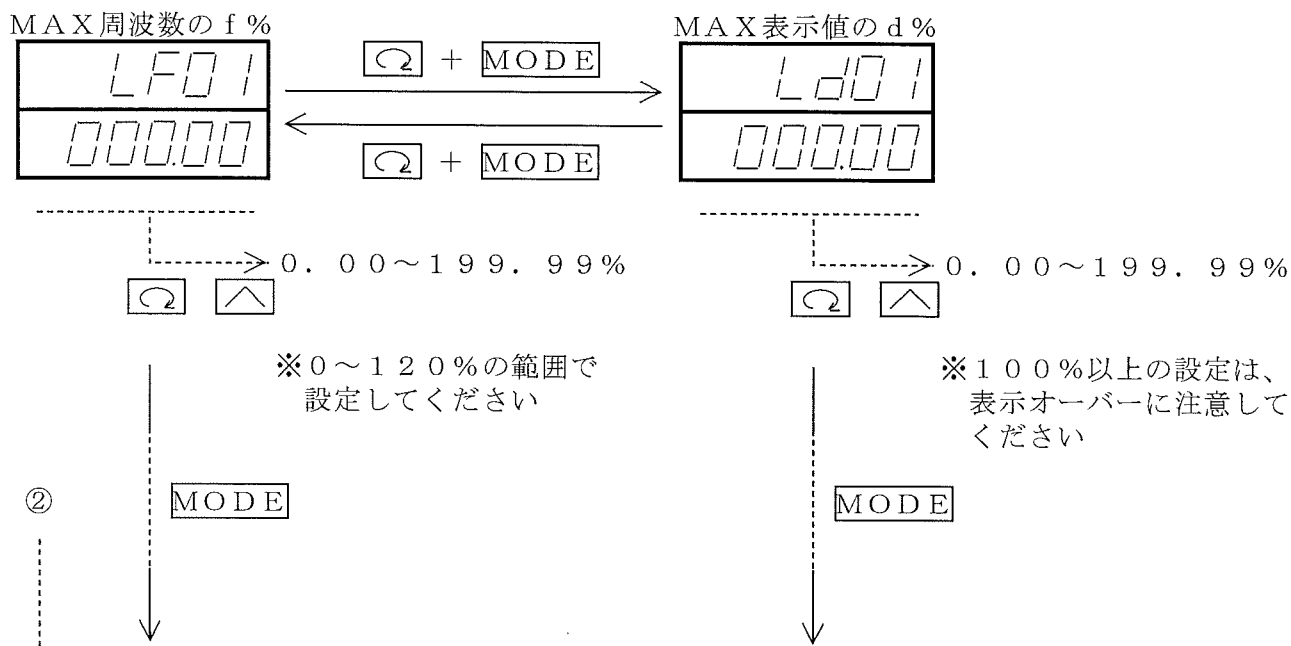 MAX周波数のf%
MAX表示値のd%
LF01
+ MODE
Ld01
000.00
000.00
+ MODE
0.00~199.99%
0.00~199.99%
※0~120%の範囲で
設定してください
※100%以上の設定は、
表示オーバーに注意して
ください
②
MODE
MODE